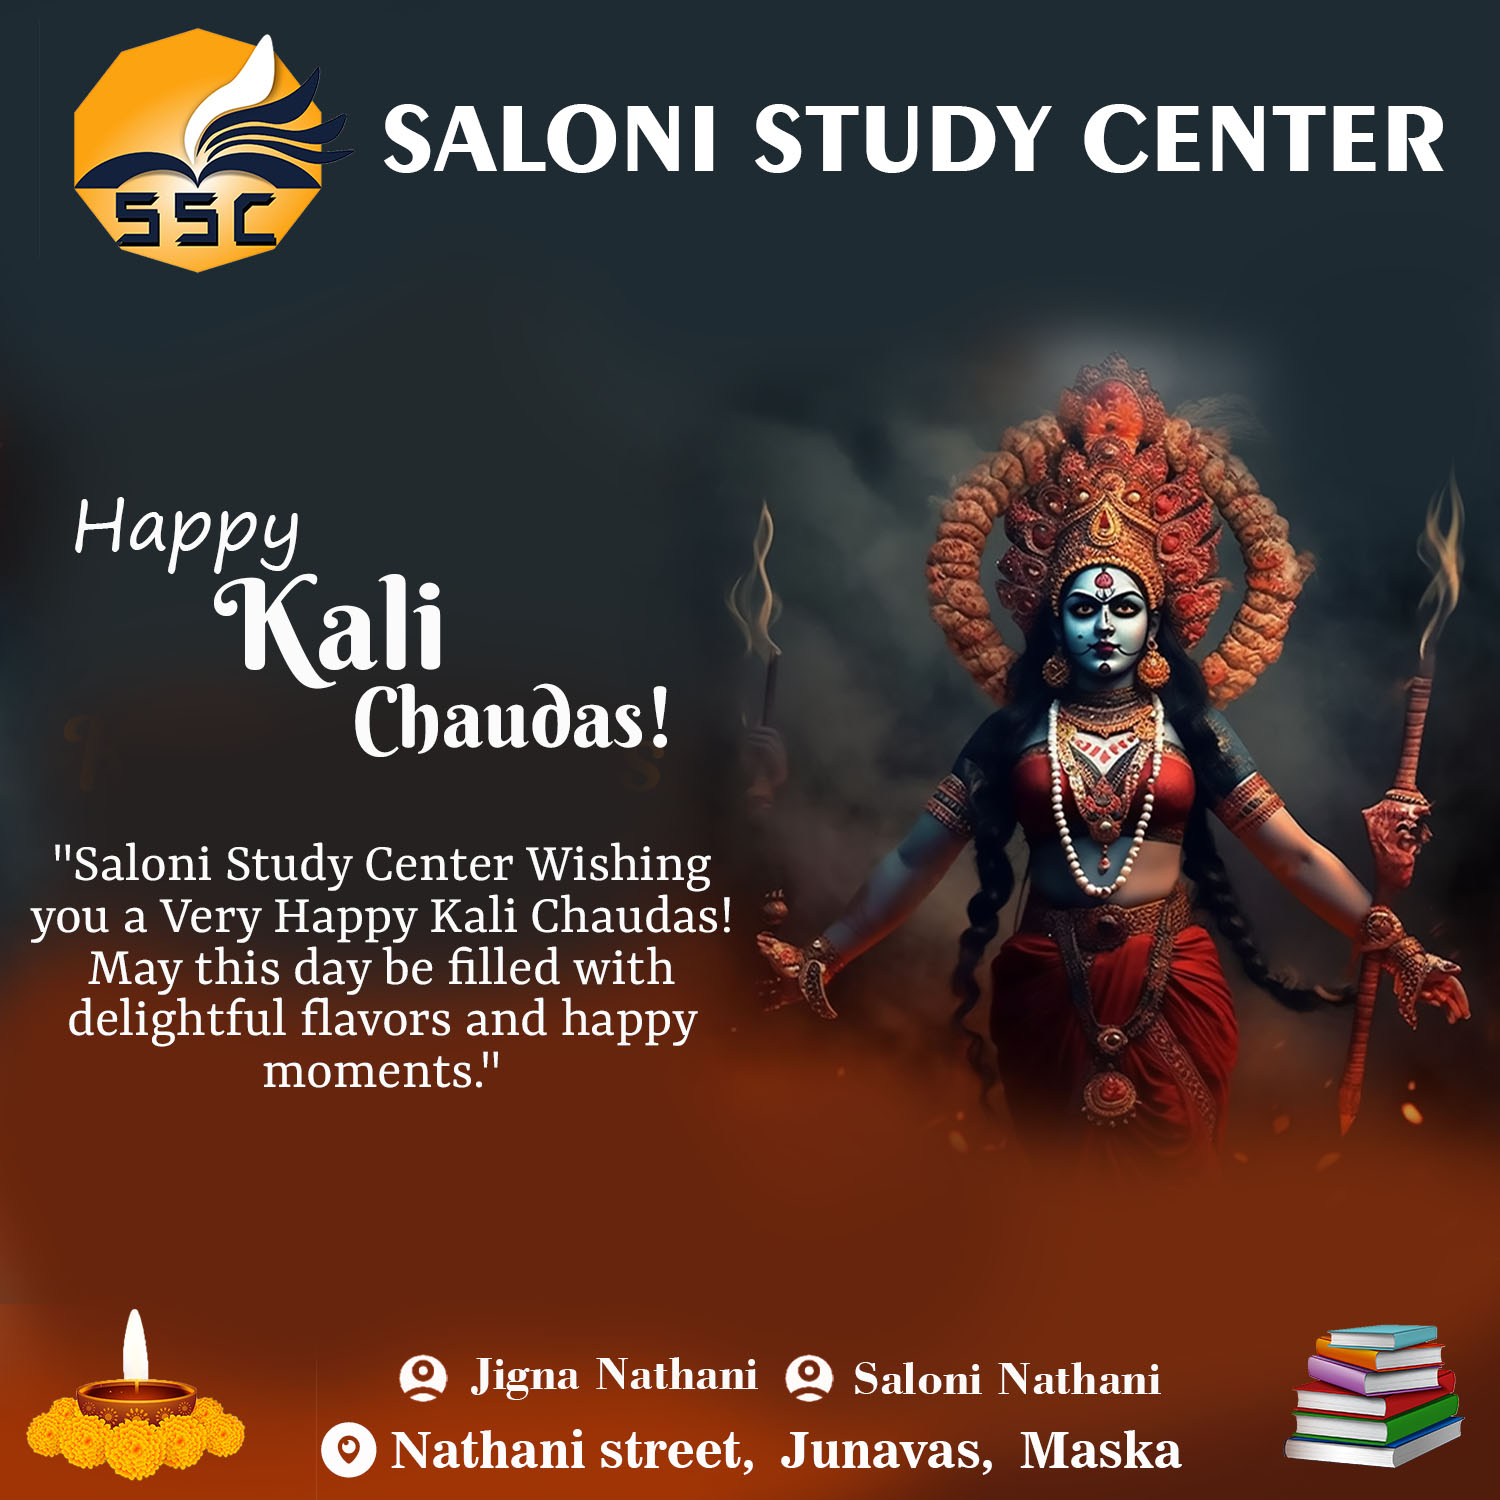 SSC
SALONI STUDY CENTER
Happy
Kali
Chaudas!
"Saloni Study Center Wishing
you a Very Happy Kali Chaudas!
May this day be filled with
delightful flavors and happy
moments."
Jigna Nathani Saloni Nathani
Nathani street, Junavas, Maska